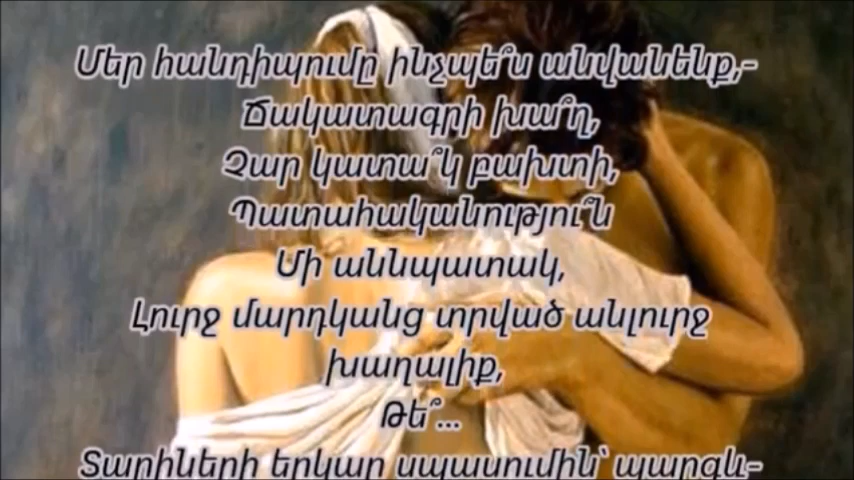 Մեր հանդիպումը ինչպե՞ս անվանենք,-
Ճակատագրի խա՞ղ,
Չար կատա՞կ բախտի,
Պատահականությու՞ն
Մի աննպատակ,
Լուրջ մարդկանց տրված անլուրջ
խաղալիք,
Թե՞...
Տարիների երկար սպասումին՝ պարգև-